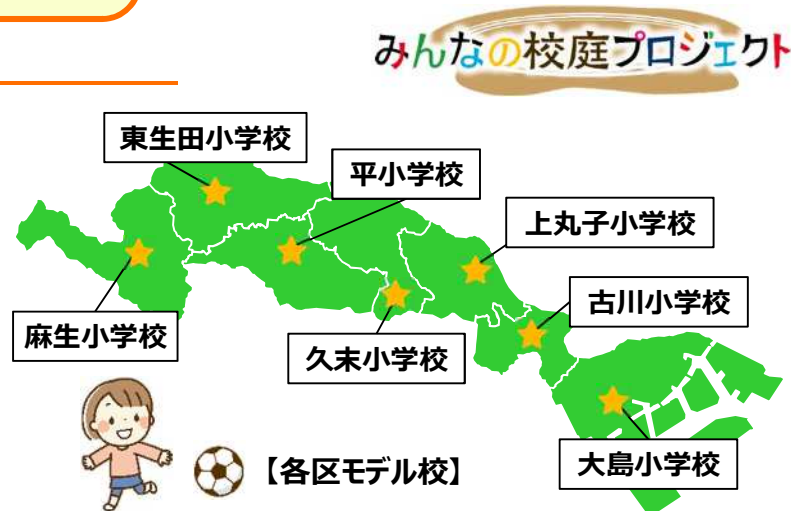 みんなの校庭プロジェクト
東生田小学校
平小学校
上丸子小学校
古川小学校
麻生小学校
久末小学校
大島小学校
【各区モデル校】